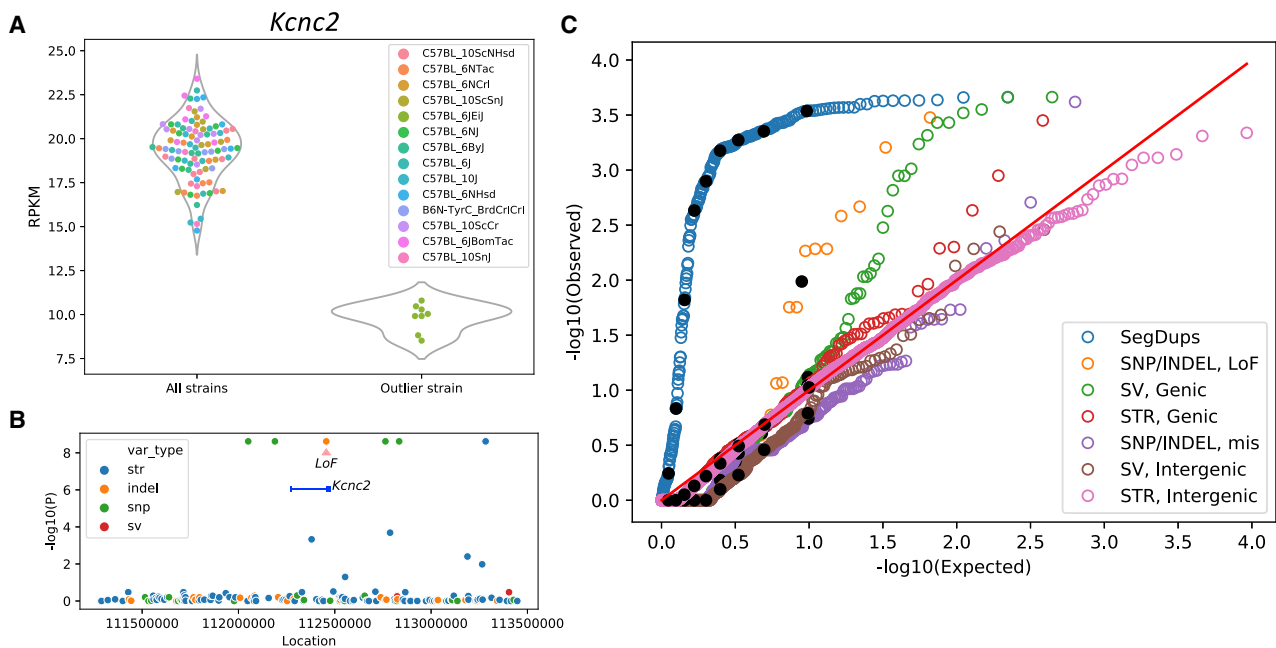 A
Kcnc2
25.0
22.5
20.0
17.5
15.0
12.5
10.0
7.5
RPKM
C57BL_10ScNHsd
C57BL_6NTac
C57BL_6NCrl
C57BL_10ScSnJ
C57BL_6JEiJ
C57BL_6NJ
C57BL_6ByJ
C57BL_6J
C57BL_10J
C57BL_6NHsd
B6N-TyrC_BrdCrlCrl
C57BL_10ScCr
C57BL_6JBomTac
C57BL_10SnJ
All strains
Outlier strain
B
8
6
4
2
0
-log10(P)
var_type
str
indel
snp
sv
LoF
Kcnc2
111500000
112000000
112500000
113000000
113500000
Location
C
4.0
3.5
3.0
2.5
2.0
1.5
1.0
0.5
0.0
-log10(Observed)
SegDups
SNP/INDEL, LoF
SV, Genic
STR, Genic
SNP/INDEL, mis
SV, Intergenic
STR, Intergenic
0.0
0.5
1.0
1.5
2.0
2.5
3.0
3.5
4.0
-log10(Expected)